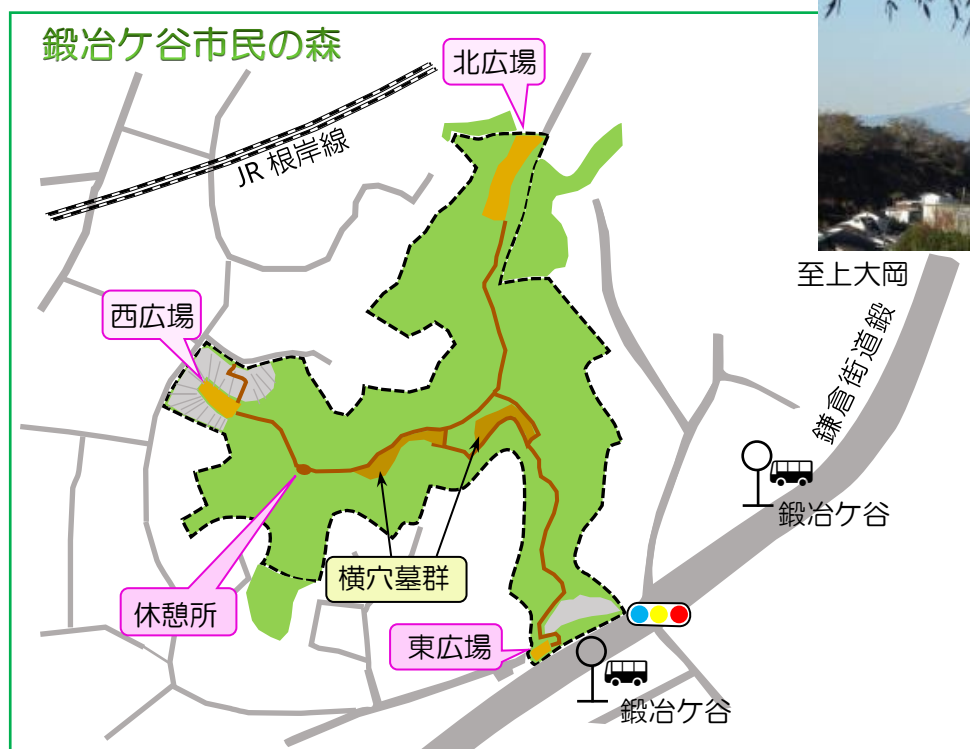 鍛冶ケ谷市民の森
北広場
JR 根岸線
至上大岡
西広場
鎌倉街道鍛
鍛冶ケ谷
横穴墓群
休憩所
東広場
鍛冶ケ谷